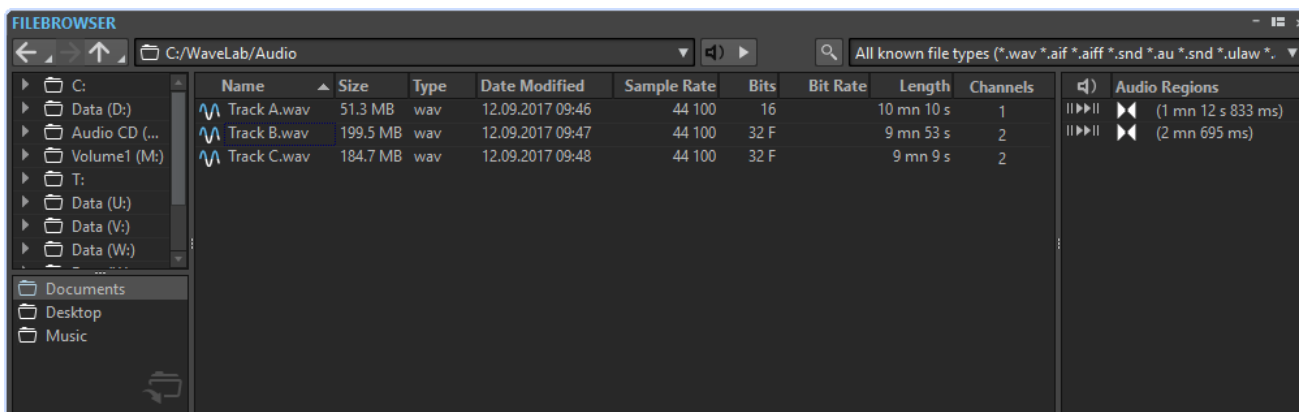 FILEBROWSER
C:/WaveLab/Audio
All known file types (*.wav *.aif *.aiff *.snd *.au *.snd *.ulaw *.
C:
Data (D:)
Audio CD (...
Volume1 (M:)
T:
Data (U:)
Data (V:)
Data (W:)
Documents
Desktop
Music
Name Size Type Date Modified Sample Rate Bits Bit Rate Length Channels
Track A.wav 51.3 MB wav 12.09.2017 09:46 44 100 16 10 mn 10 s 1
Track B.wav 199.5 MB wav 12.09.2017 09:47 44 100 32 F 9 mn 53 s 2
Track C.wav 184.7 MB wav 12.09.2017 09:48 44 100 32 F 9 mn 9 s 2
Audio Regions
(1 mn 12 s 833 ms)
(2 mn 695 ms)